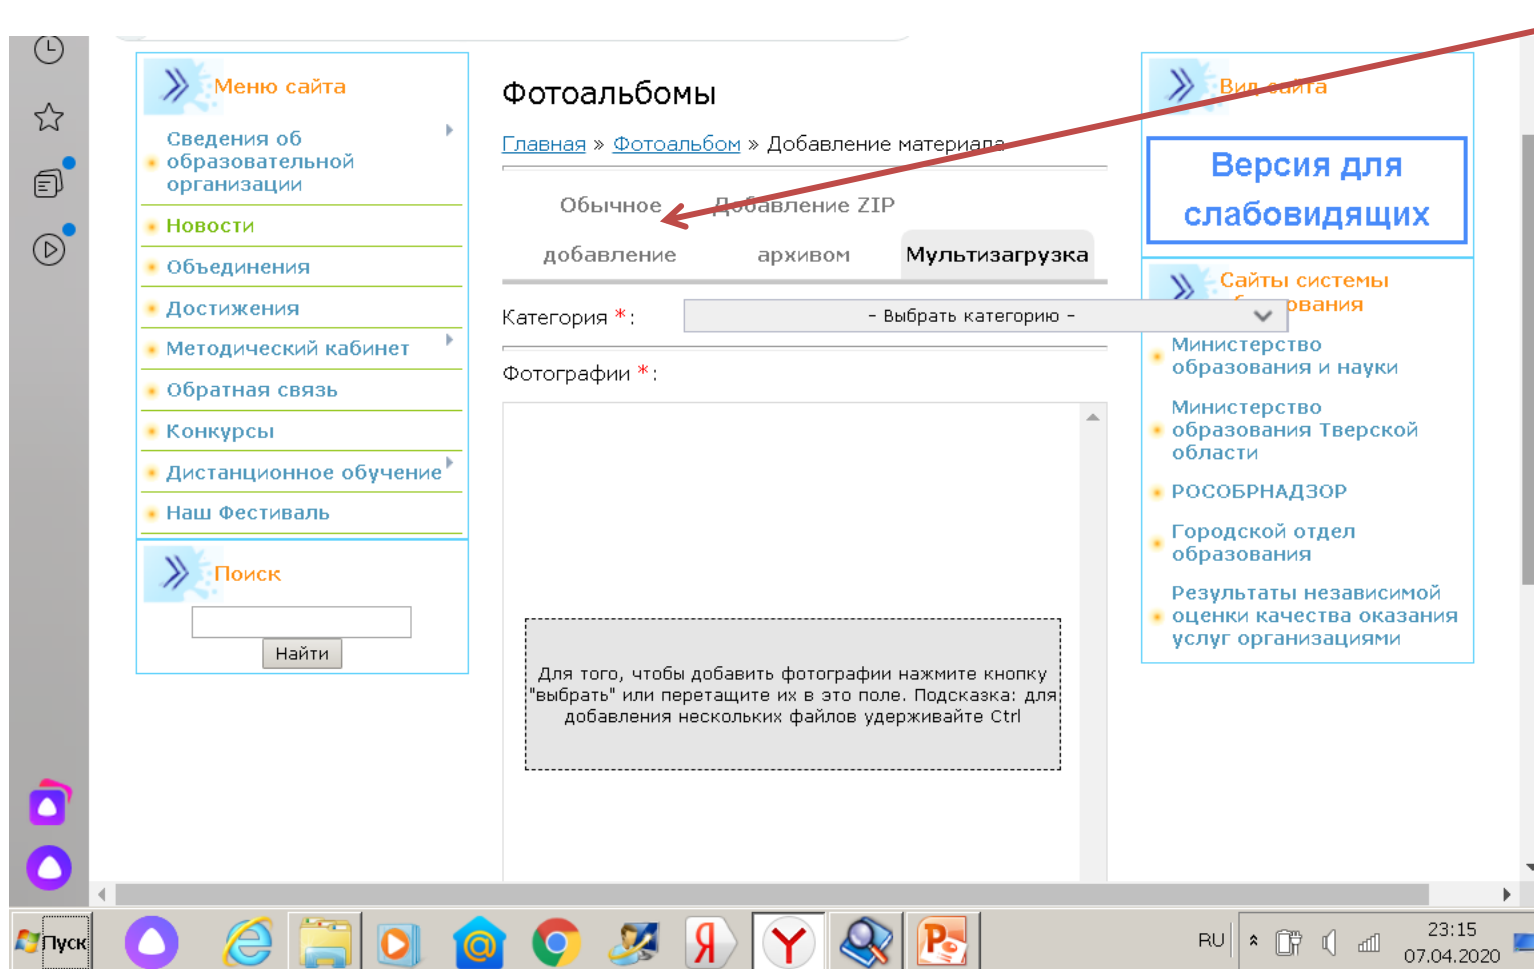 Меню сайта
Сведения об
образовательной
организации
Новости
Объединения
Достижения
Методический кабинет
Обратная связь
Конкурсы
Дистанционное обучение
Наш Фестиваль
Поиск
Найти
Фотоальбомы
Главная » Фотоальбом » Добавление материала
Обычное
добавление
Добавление ZIP
архивом
Мультизагрузка
Категория *:
- Выбрать категорию -
Фотографии *:
Для того, чтобы добавить фотографии нажмите кнопку
"выбрать" или перетащите их в это поле. Подсказка: для
добавления нескольких файлов удерживайте Ctrl
Вид сайта
Версия для
слабовидящих
Сайты системы
Министерство
образования и науки
Министерство
образования Тверской
области
РОСОБРНАДЗОР
Городской отдел
образования
Результаты независимой
оценки качества оказания
услуг организациями
Пуск
RU
23:15
07.04.2020